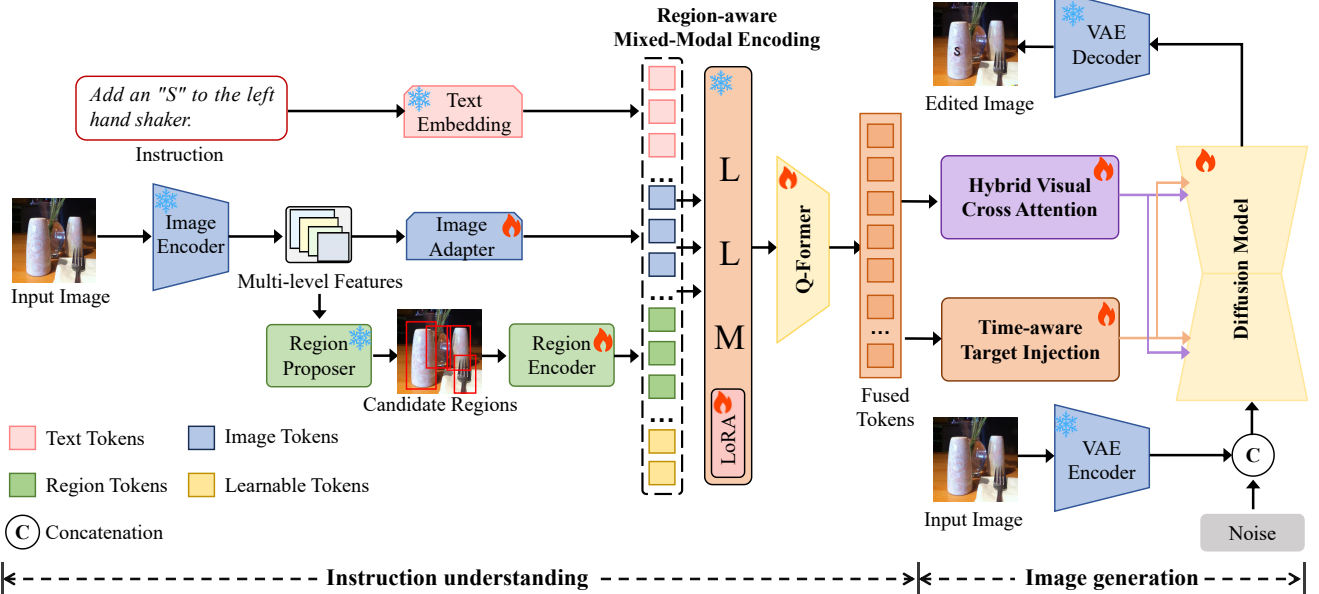 Region-aware
Mixed-Modal Encoding
Add an "S" to the left
hand shaker.
Instruction
Text
Embedding
Input Image
Image
Encoder
Multi-level Features
Image
Adapter
Region
Proposer
Candidate Regions
Region
Encoder
...
...
...
L
L
M
LoRA
Q-Former
...
Fused
Tokens
Hybrid Visual
Cross Attention
Time-aware
Target Injection
S
Edited Image
VAE
Decoder
Diffusion Model
Input Image
VAE
Encoder
C
Noise
Text Tokens
Image Tokens
Region Tokens
Learnable Tokens
C Concatenation
Instruction understanding
Image generation